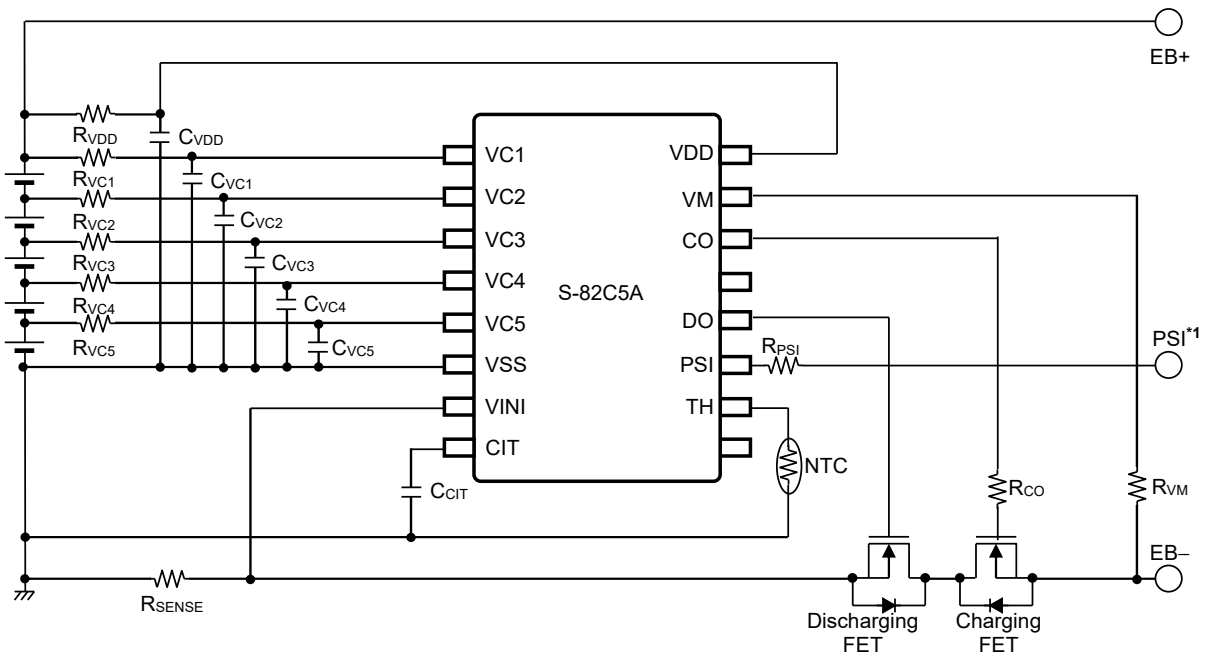 EB+
RVDD
CVDD
RVC1
CVC1
RVC2
CVC2
RVC3
CVC3
RVC4
CVC4
RVC5
CVC5
VC1
VC2
VC3
VC4
VC5
VSS
VINI
CIT
S-82C5A
VDD
VM
CO
DO
PSI
TH
RPSI
PSI*1
NTC
CCIT
RCO
RVM
EB–
RSENSE
Discharging
FET
Charging
FET